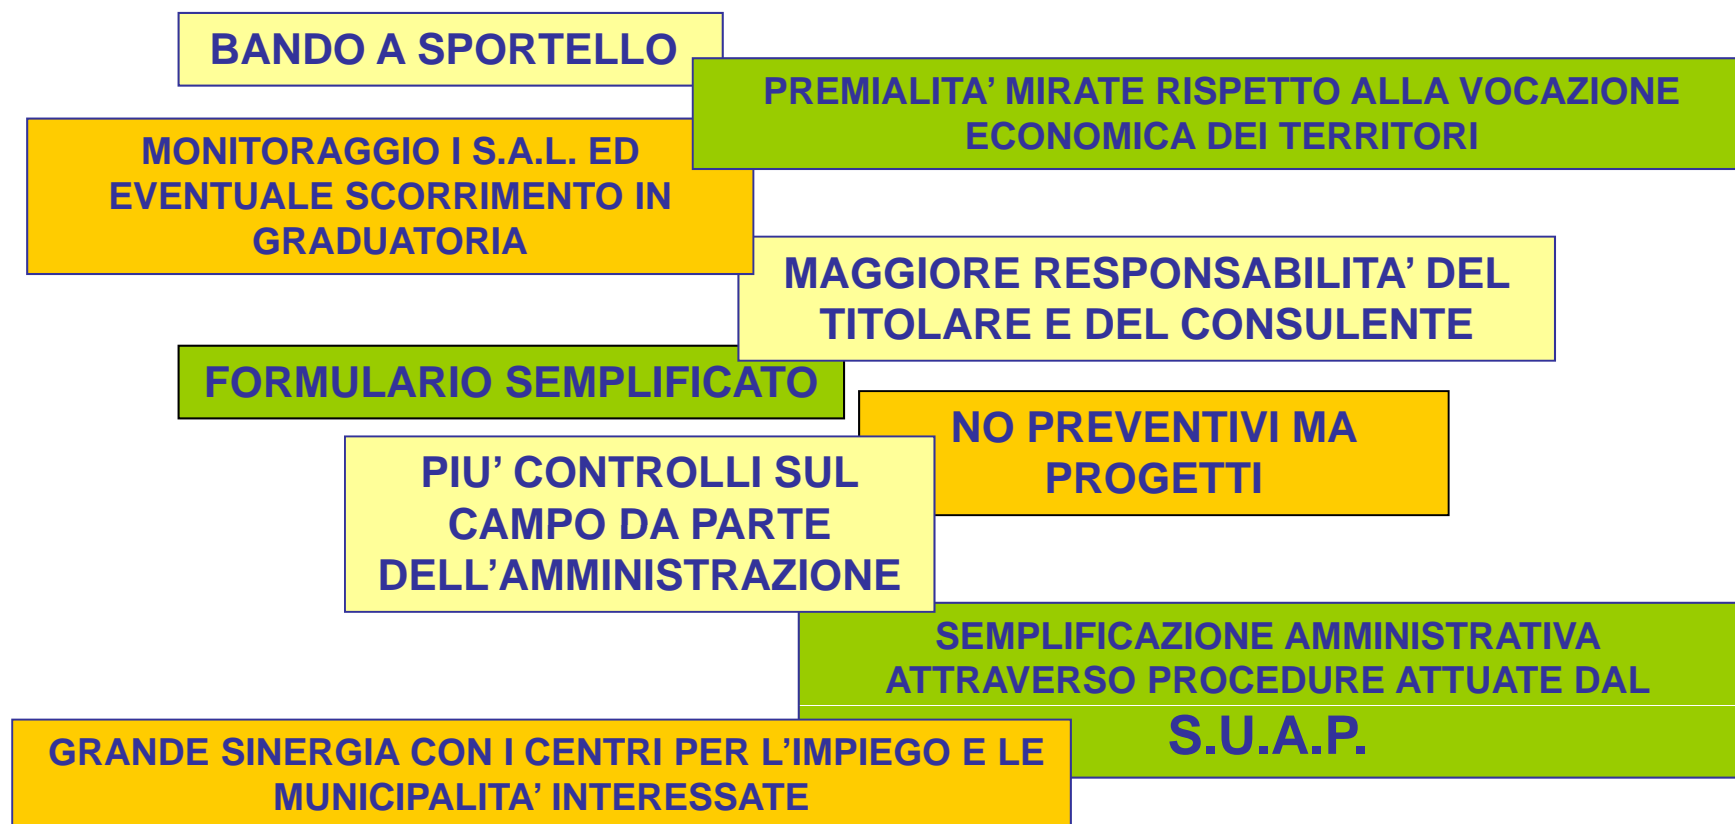 BANDO A SPORTELLO
PREMIALITA’ MIRATE RISPETTO ALLA VOCAZIONE
ECONOMICA DEI TERRITORI
MONITORAGGIO I S.A.L. ED
EVENTUALE SCORRIMENTO IN
GRADUATORIA
MAGGIORE RESPONSABILITA’ DEL
TITOLARE E DEL CONSULENTE
FORMULARIO SEMPLIFICATO
NO PREVENTIVI MA
PROGETTI
PIU’ CONTROLLI SUL
CAMPO DA PARTE
DELL’AMMINISTRAZIONE
SEMPLIFICAZIONE AMMINISTRATIVA
ATTRAVERSO PROCEDURE ATTUATE DAL
S.U.A.P.
GRANDE SINERGIA CON I CENTRI PER L’IMPIEGO E LE
MUNICIPALITA’ INTERESSATE